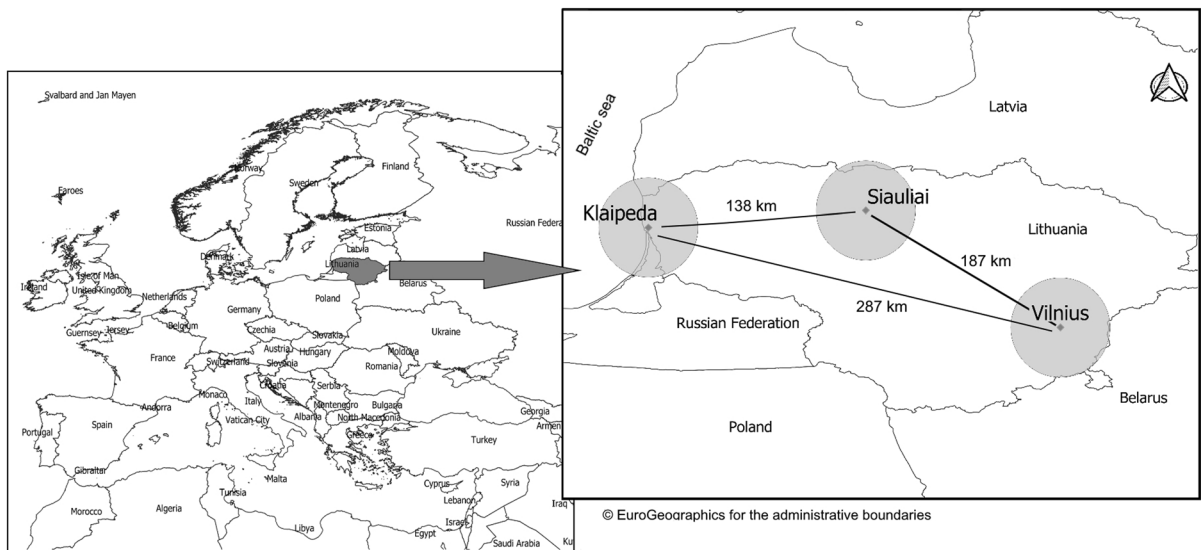 Svalbard and Jan Mayen
Faroes
Norway
Sweden
Finland
Russian Federa
Estonia
Latvia
Lithuania
Denmark
Isle of Man
Ireland
United Kingdom
Netherlands
Belarus
Poland
Germany
Belgium
Guernsey
Jersey
Czechia
Slovakia
Ukraine
France
Austria
Hungary
Moldova
Switzerland
Slovenia
Romania
Croatia
Serbia
Monaco
Italy
Andorra
Montenegro
Bulgaria
Vatican City
Albania
North Macedonia
Georgia
Armen
Portugal
Spain
Greece
Turkey
Gibraltar
Malta
Cyprus
Syria
Tunisia
Lebanon
Iraq
Morocco
Algeria
Israel
Libya
Egypt
Saudi Arabia
Ku
Baltic sea
Latvia
Klaipeda
138 km
Siauliai
Lithuania
187 km
287 km
Vilnius
Russian Federation
Belarus
Poland
© EuroGeographics for the administrative boundaries